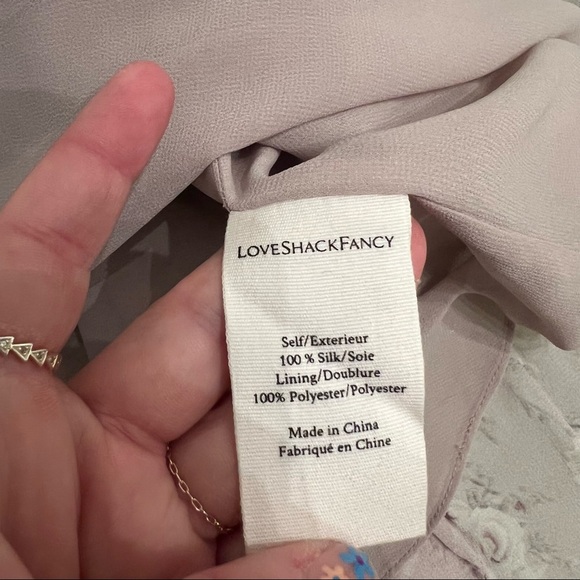 LOVESHACKFANCY
Self/Exterieur
100 % Silk/Soie
Lining/Doublure
100% Polyester/Polyester
Made in China
Fabriqué en Chine